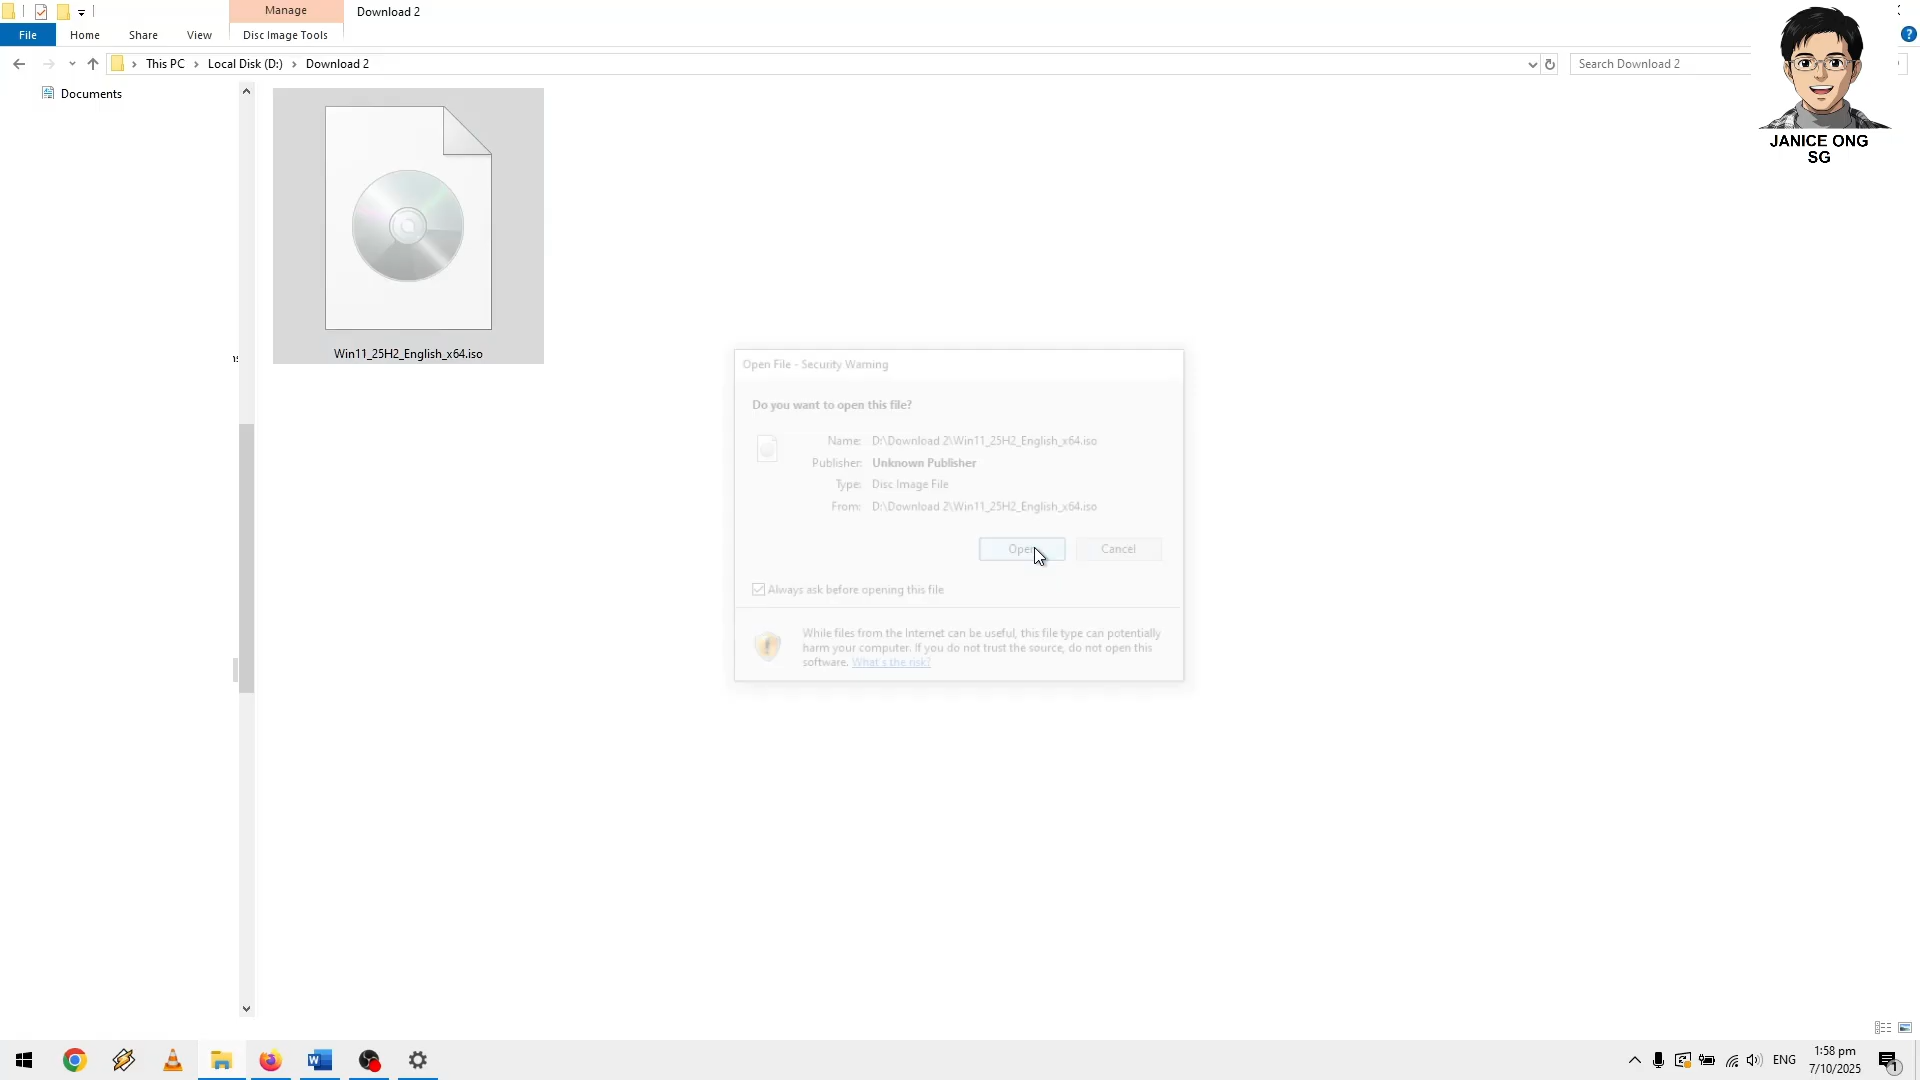 Manage
Download 2
File
Home
Share
View
Disc Image Tools
This PC
Local Disk (D:)
Download 2
Search Download 2
Documents
JANICE ONG
SG
Win11_25H2_English_x64.iso
Open File - Security Warning
Do you want to open this file?
Name: D:\Download 2\Win11_25H2_English_x64.iso
Publisher: Unknown Publisher
Type: Disc Image File
From: D:\Download 2\Win11_25H2_English_x64.iso
Open
Cancel
Always ask before opening this file
While files from the Internet can be useful, this file type can potentially
harm your computer. If you do not trust the source, do not open this
software. What's the risk?
ENG
1:58 pm
7/10/2025
1